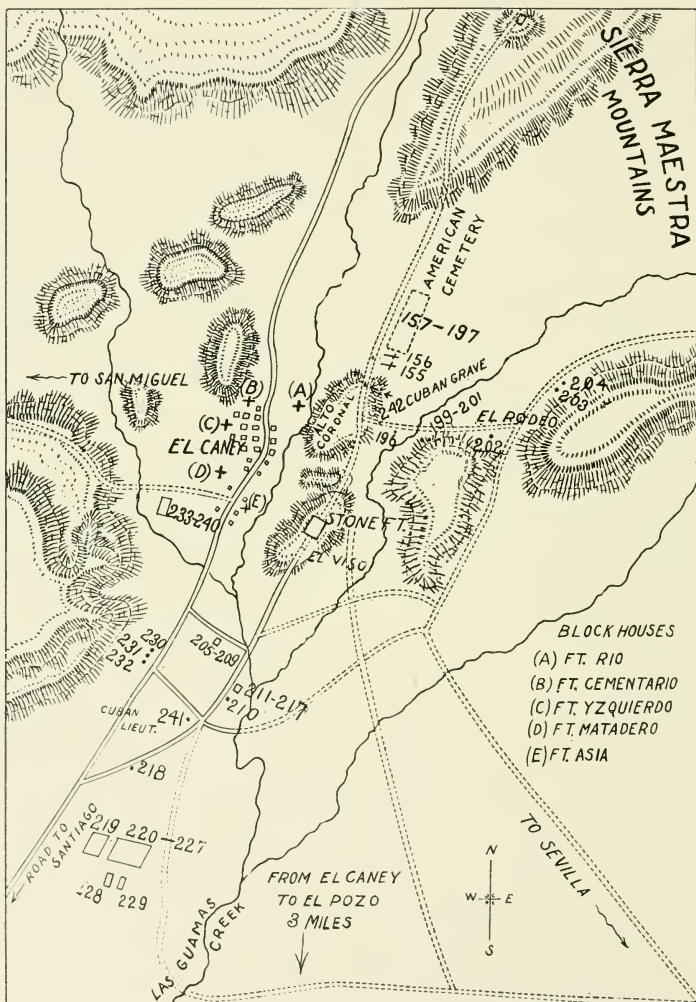 SIERRA MAESTRA
MOUNTAINS
AMERICAN
CEMETERY
157-197
156
155
242 CUBAN GRAVE
← TO SAN MIGUEL
(A)
(B)
(C)
EL CANEY
(D)
(E)
ALTO
CORONAL
196
199-201
202
EL RODEO
204
203
233-240
STONE FT.
EL VISO
205-209
230
231
232
211-217
210
CUBAN
LIEUT.
241
218
BLOCK HOUSES
(A) FT. RIO
(B) FT. CEMENTARIO
(C) FT. YZQUIERDO
(D) FT. MATADERO
(E) FT. ASIA
ROAD TO
SANTIAGO
219
220-227
228
229
LAS GUAMAS
CREEK
FROM EL CANEY
TO EL POZO
3 MILES
N
W E
S
TO SEVILLA